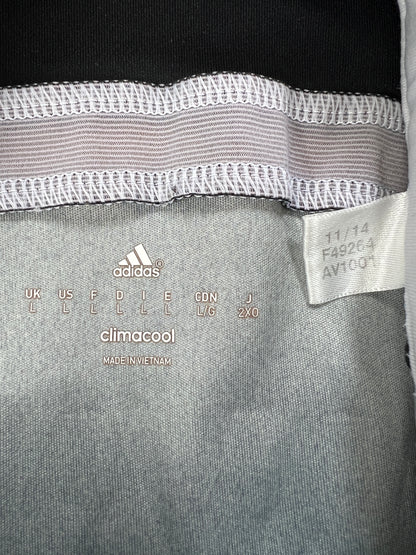 adidas
UK US F D I E CDN J
L L L L L L L/G 2XO
climacool
MADE IN VIETNAM
11/14
F49264
AV1001